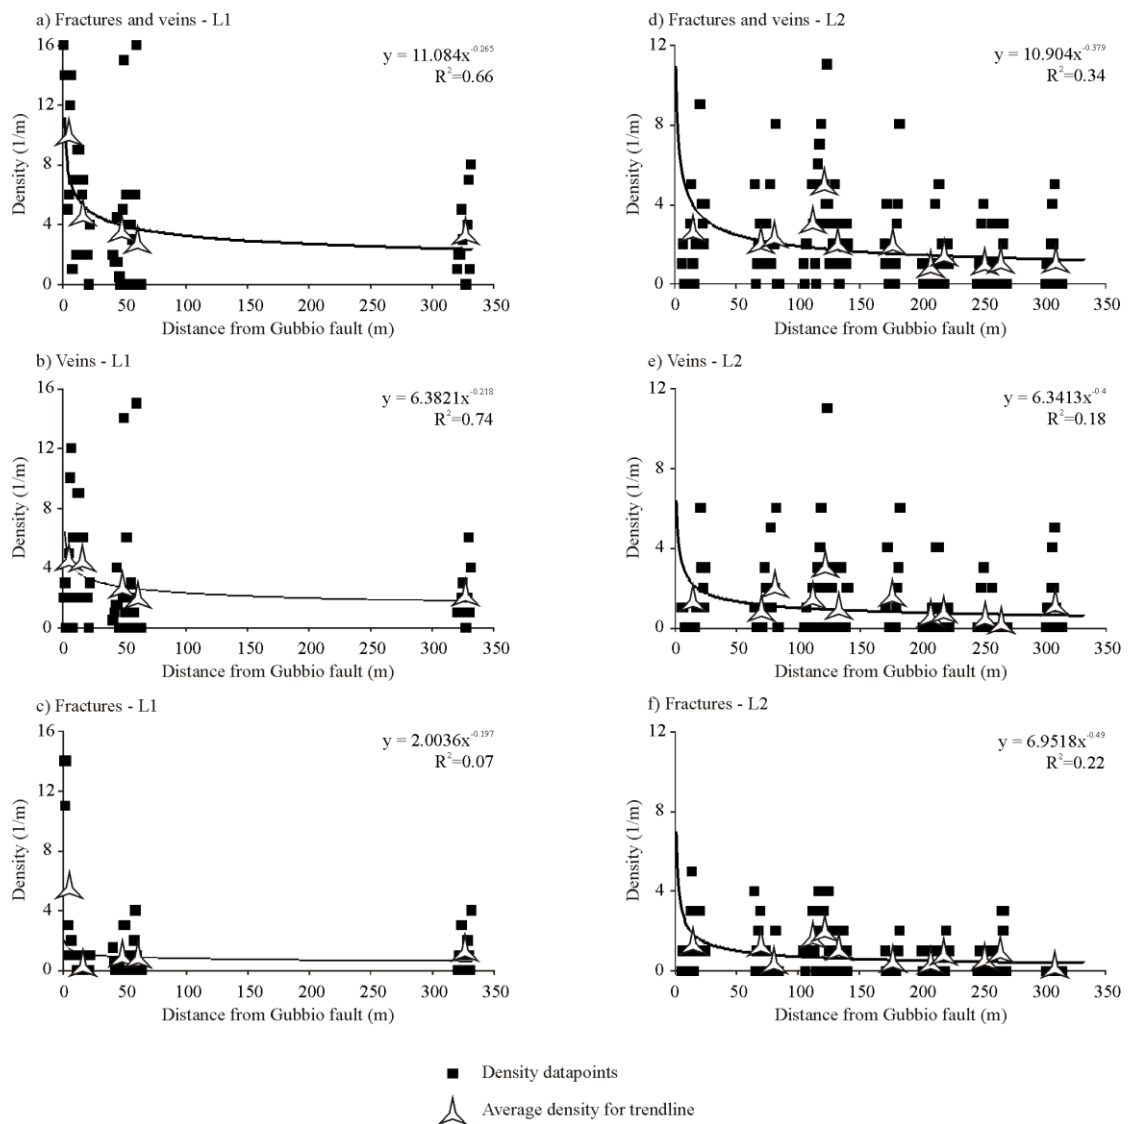 a) Fractures and veins - L1
y = 11.084x^-0.265
R²=0.66
Density (1/m)
16
12
8
4
0
0 50 100 150 200 250 300 350
Distance from Gubbio fault (m)
d) Fractures and veins - L2
y = 10.904x^-0.379
R²=0.34
Density (1/m)
12
8
4
0
0 50 100 150 200 250 300 350
Distance from Gubbio fault (m)
b) Veins - L1
y = 6.3821x^-0.218
R²=0.74
Density (1/m)
16
12
8
4
0
0 50 100 150 200 250 300 350
Distance from Gubbio fault (m)
e) Veins - L2
y = 6.3413x^-0.4
R²=0.18
Density (1/m)
12
8
4
0
0 50 100 150 200 250 300 350
Distance from Gubbio fault (m)
c) Fractures - L1
y = 2.0036x^-0.197
R²=0.07
Density (1/m)
16
12
8
4
0
0 50 100 150 200 250 300 350
Distance from Gubbio fault (m)
f) Fractures - L2
y = 6.9518x^-0.49
R²=0.22
Density (1/m)
12
8
4
0
0 50 100 150 200 250 300 350
Distance from Gubbio fault (m)
Density datapoints
Average density for trendline